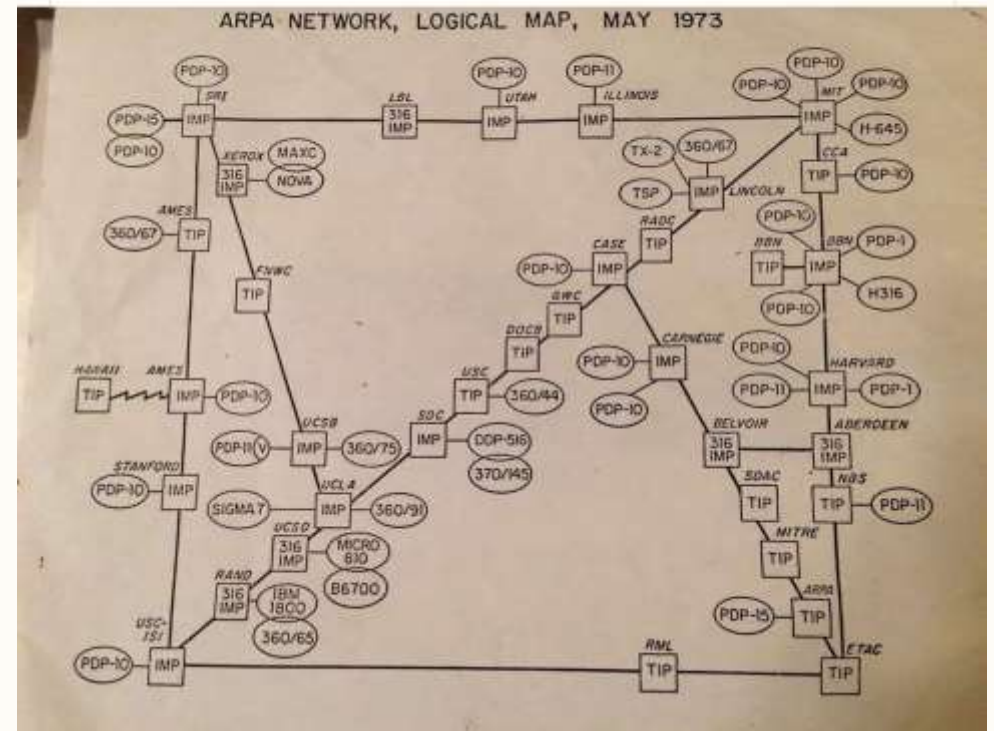 ARPA NETWORK, LOGICAL MAP, MAY 1973
PDP-10
SRI
PDP-15
IMP
PDP-10
LBL
316
IMP
PDP-10
UTAH
IMP
PDP-11
ILLINOIS
IMP
PDP-10
PDP-10
MIT
PDP-10
IMP
H-645
XEROX
316
IMP
MAXC
NOVA
TX-2
360/67
TSP
IMP
LINCOLN
CCA
TIP
PDP-10
AMES
360/67
TIP
RADC
TIP
PDP-10
BBN
BBN
PDP-1
TIP
IMP
PDP-10
H316
FNWC
TIP
CASE
PDP-10
IMP
GWC
TIP
DOCB
TIP
CARNEGIE
PDP-10
IMP
PDP-10
PDP-10
HARVARD
PDP-11
IMP
PDP-1
HAWAII
TIP
AMES
IMP
PDP-10
USC
TIP
360/44
UCSB
PDP-11
V
IMP
360/75
SDC
IMP
DDP-516
370/145
BELVOIR
316
IMP
ABERDEEN
316
IMP
STANFORD
PDP-10
IMP
UCLA
SIGMA7
IMP
360/91
SDAC
TIP
NBS
TIP
PDP-11
UCSD
316
IMP
MICRO
810
B6700
MITRE
TIP
RAND
316
IMP
IBM
1800
360/65
ARPA
PDP-15
TIP
USC-
ISI
PDP-10
IMP
RML
TIP
ETAC
TIP